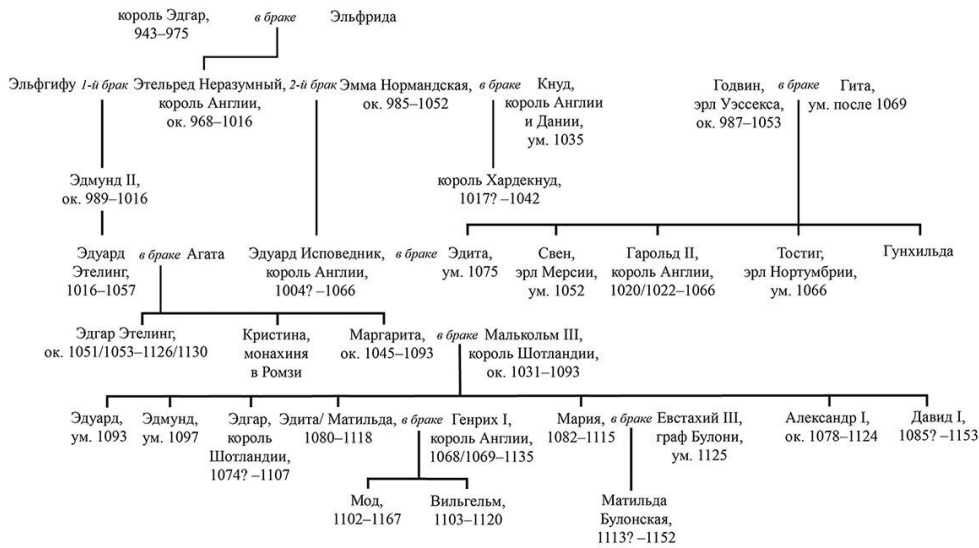 король Эдгар,
943–975
в браке
Эльфрида
Эльфгифу
1-й брак
Этельред Неразумный,
король Англии,
ок. 968–1016
2-й брак
Эмма Нормандская,
ок. 985–1052
в браке
Кнуд,
король Англии
и Дании,
ум. 1035
Годвин,
эрл Уэссекса,
ок. 987–1053
в браке
Гита,
ум. после 1069
Эдмунд II,
ок. 989–1016
король Хардекнуд,
1017? –1042
Эдуард
Этелинг,
1016–1057
в браке
Агата
Эдуард Исповедник,
король Англии,
1004? –1066
в браке
Эдита,
ум. 1075
Свен,
эрл Мерсии,
ум. 1052
Гарольд II,
король Англии,
1020/1022–1066
Тостиг,
эрл Нортумбрии,
ум. 1066
Гунхильда
Эдгар Этелинг,
ок. 1051/1053–1126/1130
Кристина,
монахиня
в Ромзи
Маргарита,
ок. 1045–1093
в браке
Малькольм III,
король Шотландии,
ок. 1031–1093
Эдуард,
ум. 1093
Эдмунд,
ум. 1097
Эдгар,
король
Шотландии,
1074? –1107
Эдита/ Матильда,
1080–1118
в браке
Генрих I,
король Англии,
1068/1069–1135
Мария,
1082–1115
в браке
Евстахий III,
граф Булони,
ум. 1125
Александр I,
ок. 1078–1124
Давид I,
1085? –1153
Мод,
1102–1167
Вильгельм,
1103–1120
Матильда
Булонская,
1113? –1152